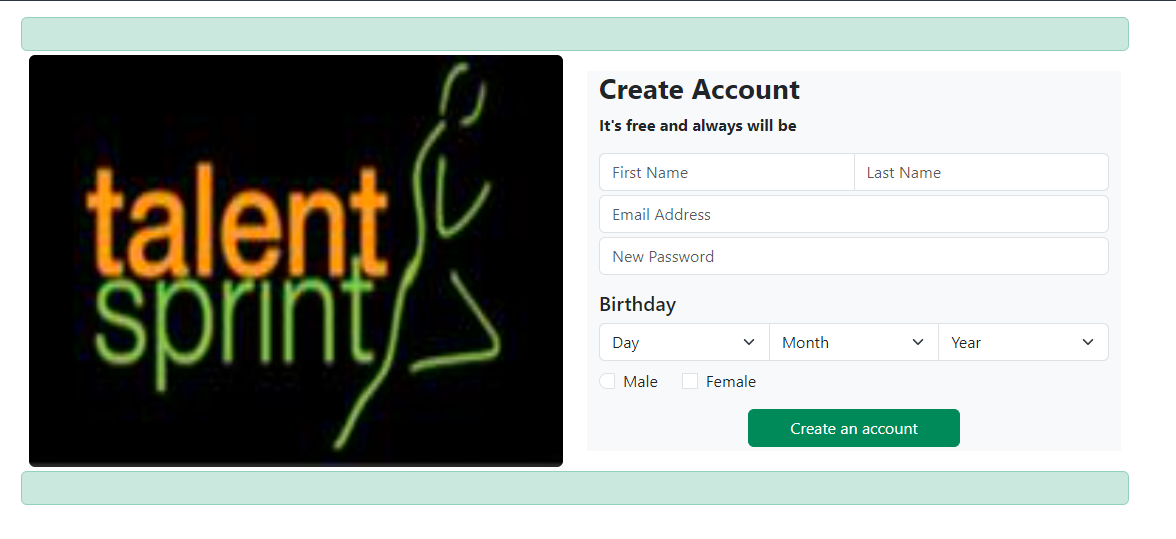 talent
sprint
Create Account
It's free and always will be
First Name Last Name
Email Address
New Password
Birthday
Day Month Year
Male Female
Create an account